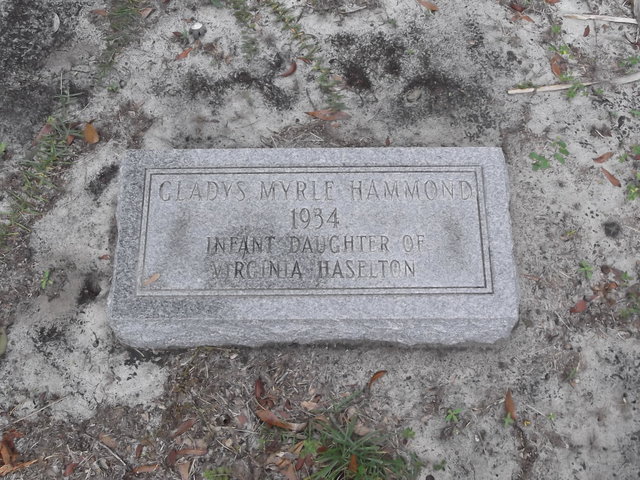 GLADYS MYRLE HAMMOND
1934
INFANT DAUGHTER OF
VIRGINIA HASELTON